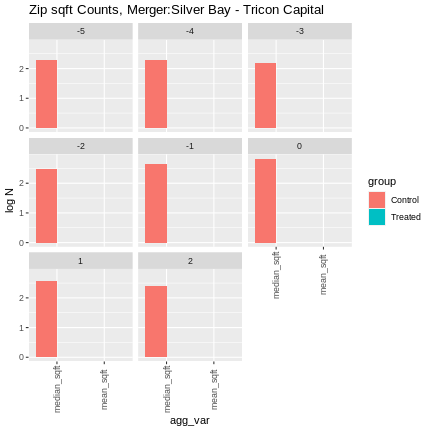 Zip sqft Counts, Merger:Silver Bay - Tricon Capital
-5
-4
-3
2
1
0
-2
-1
0
2
1
0
1
2
2
1
0
median_sqft
mean_sqft
median_sqft
mean_sqft
median_sqft
mean_sqft
log N
agg_var
group
Control
Treated